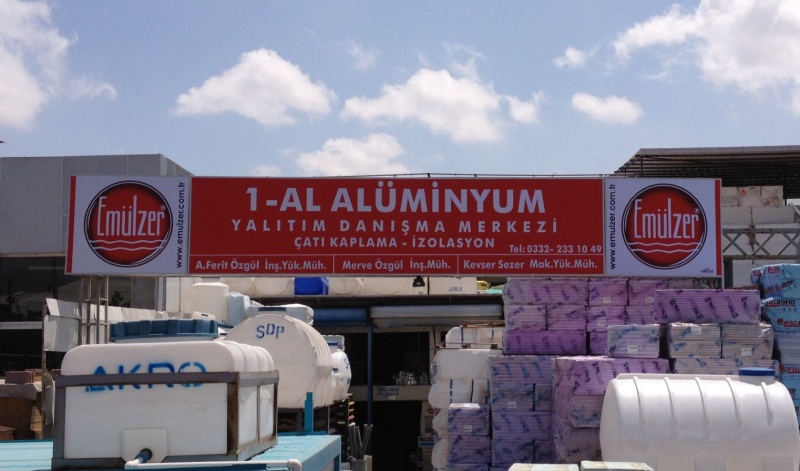 Emülzer
www.emulzer.com.tr
1-AL ALÜMİNYUM
YALITIM DANIŞMA MERKEZİ
ÇATI KAPLAMA - İZOLASYON
Tel:0332- 233 10 49
A.Ferit Özgül İnş.Yük.Müh.
Merve Özgül İnş.Müh.
Kevser Sezer Mak.Yük.Müh.
www.emulzer.com.tr
Emülzer
SDP
AKRO